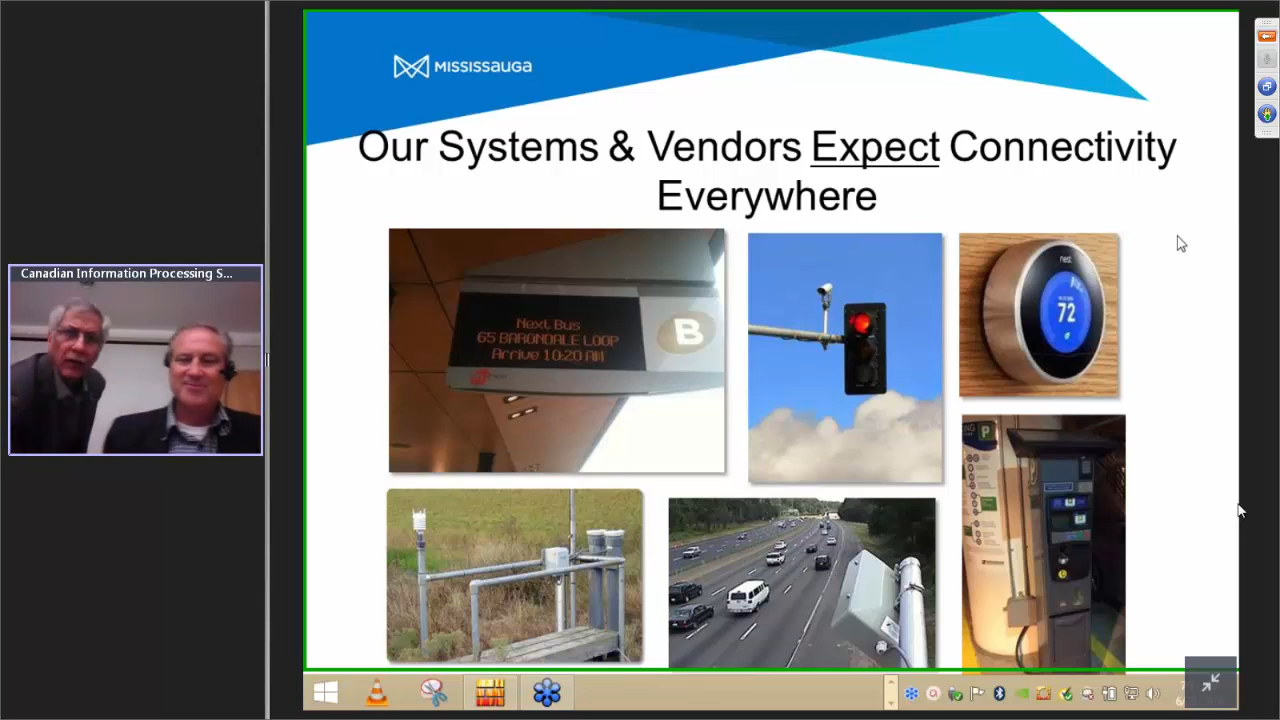 MISSISSAUGA
Our Systems & Vendors Expect Connectivity
Everywhere
Canadian Information Processing S...
Next Bus
65 BARONDALE LOOP
Arrive 10:20 AM
B
nest
72
P